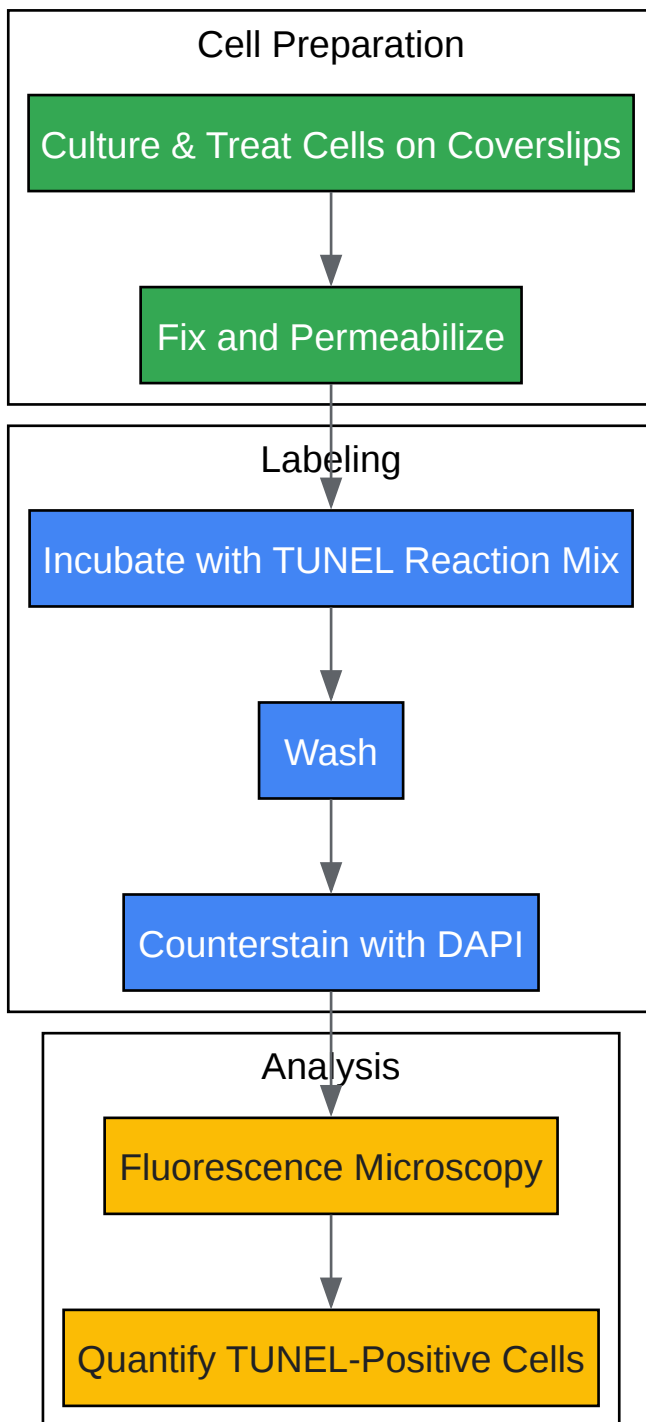 Cell Preparation
Culture & Treat Cells on Coverslips
Fix and Permeabilize
Labeling
Incubate with TUNEL Reaction Mix
Wash
Counterstain with DAPI
Analysis
Fluorescence Microscopy
Quantify TUNEL-Positive Cells